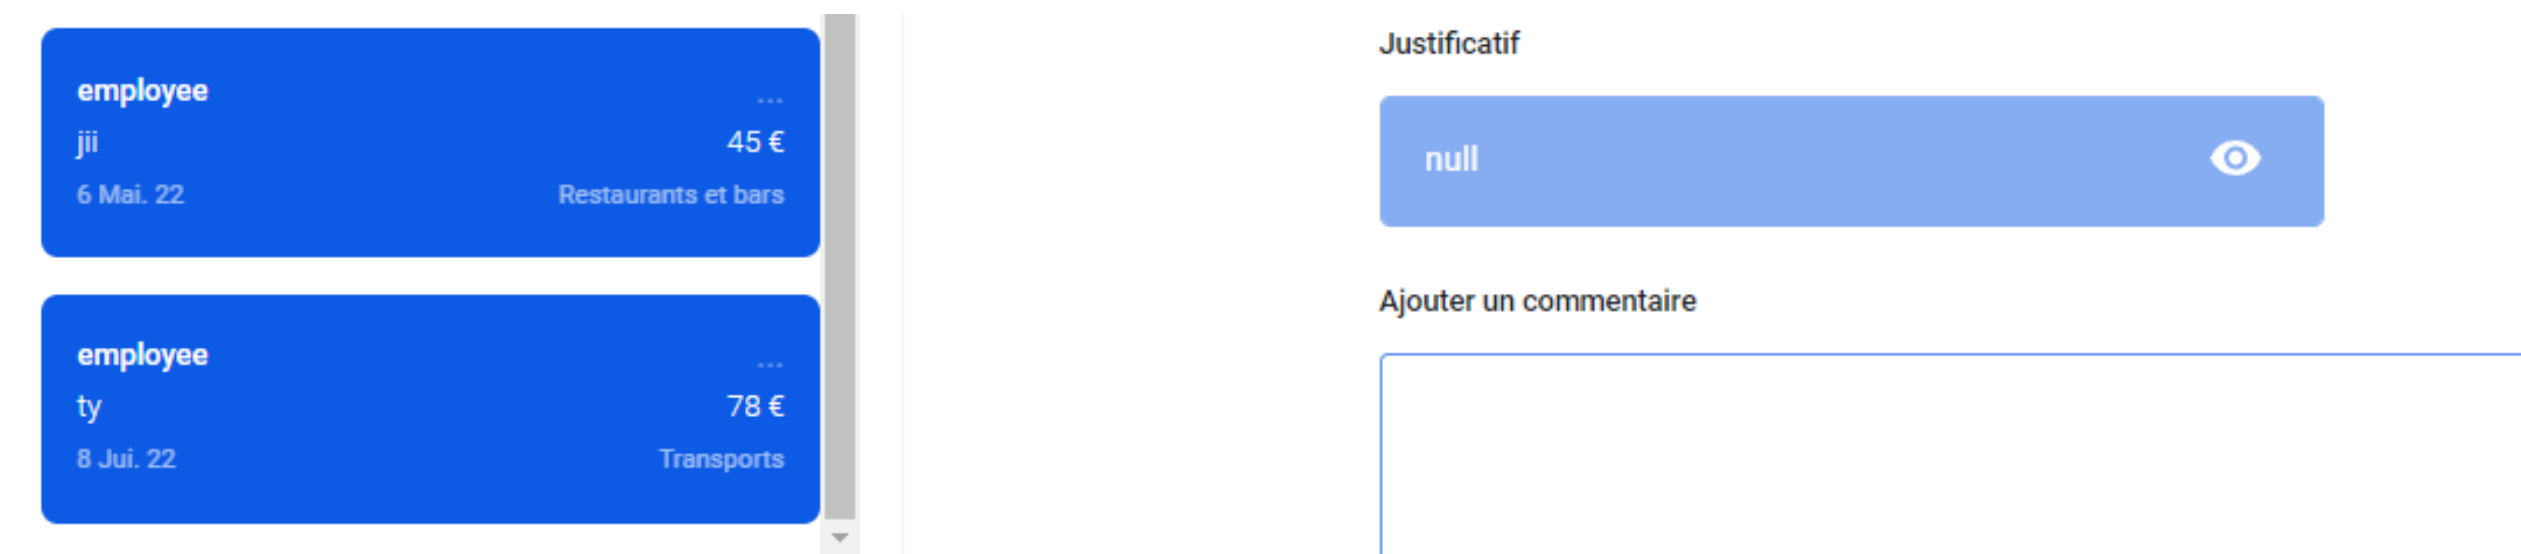 employee
...
jii
45 €
6 Mai. 22
Restaurants et bars
employee
...
ty
78 €
8 Jui. 22
Transports
Justificatif
null
Ajouter un commentaire